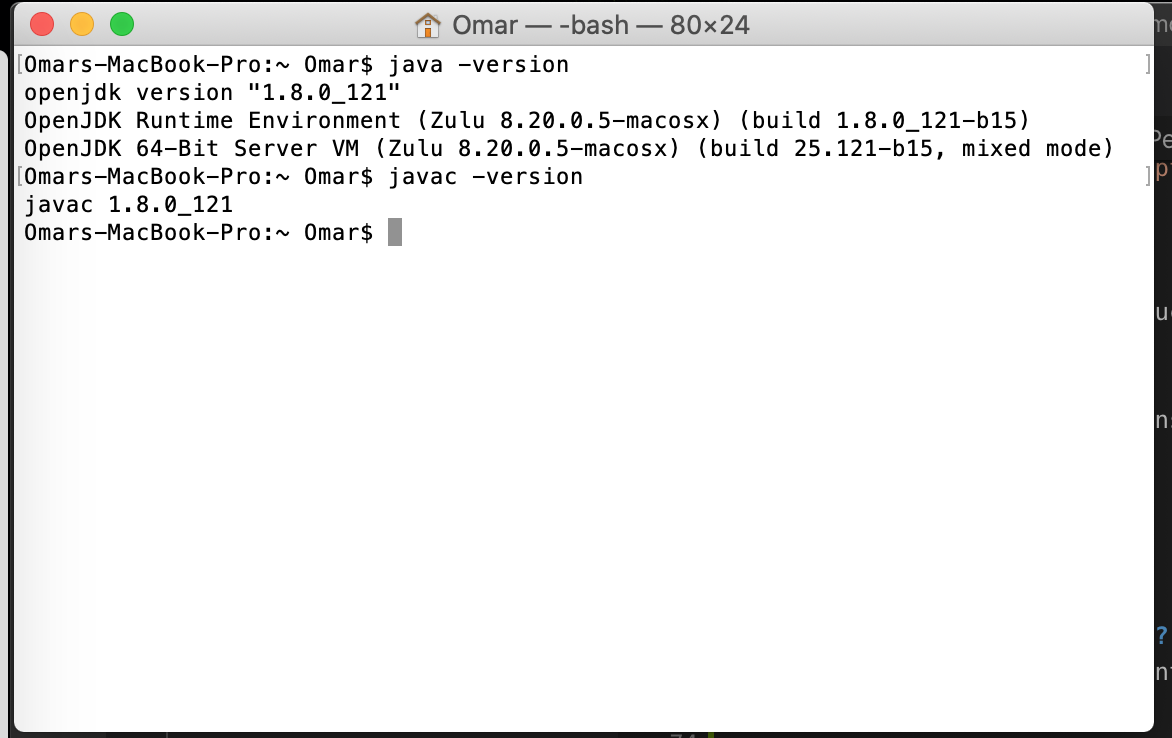 Omar — -bash — 80×24
[Omars-MacBook-Pro:~ Omar$ java -version ]
openjdk version "1.8.0_121"
OpenJDK Runtime Environment (Zulu 8.20.0.5-macosx) (build 1.8.0_121-b15)
OpenJDK 64-Bit Server VM (Zulu 8.20.0.5-macosx) (build 25.121-b15, mixed mode)
[Omars-MacBook-Pro:~ Omar$ javac -version ]
javac 1.8.0_121
Omars-MacBook-Pro:~ Omar$
?